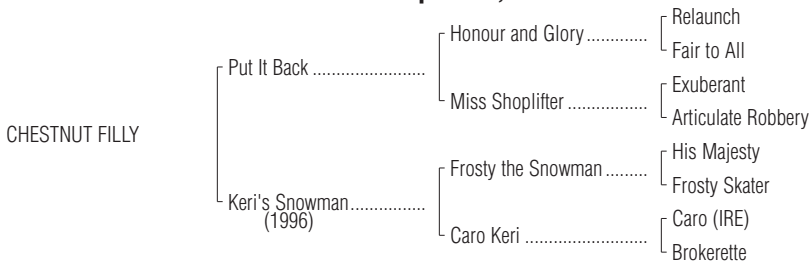 Relaunch
Honour and Glory .............
Fair to All
Put It Back ........................
Exuberant
Miss Shoplifter .................
Articulate Robbery
CHESTNUT FILLY
His Majesty
Frosty the Snowman .........
Frosty Skater
Keri's Snowman................
(1996)
Caro (IRE)
Caro Keri ..........................
Brokerette